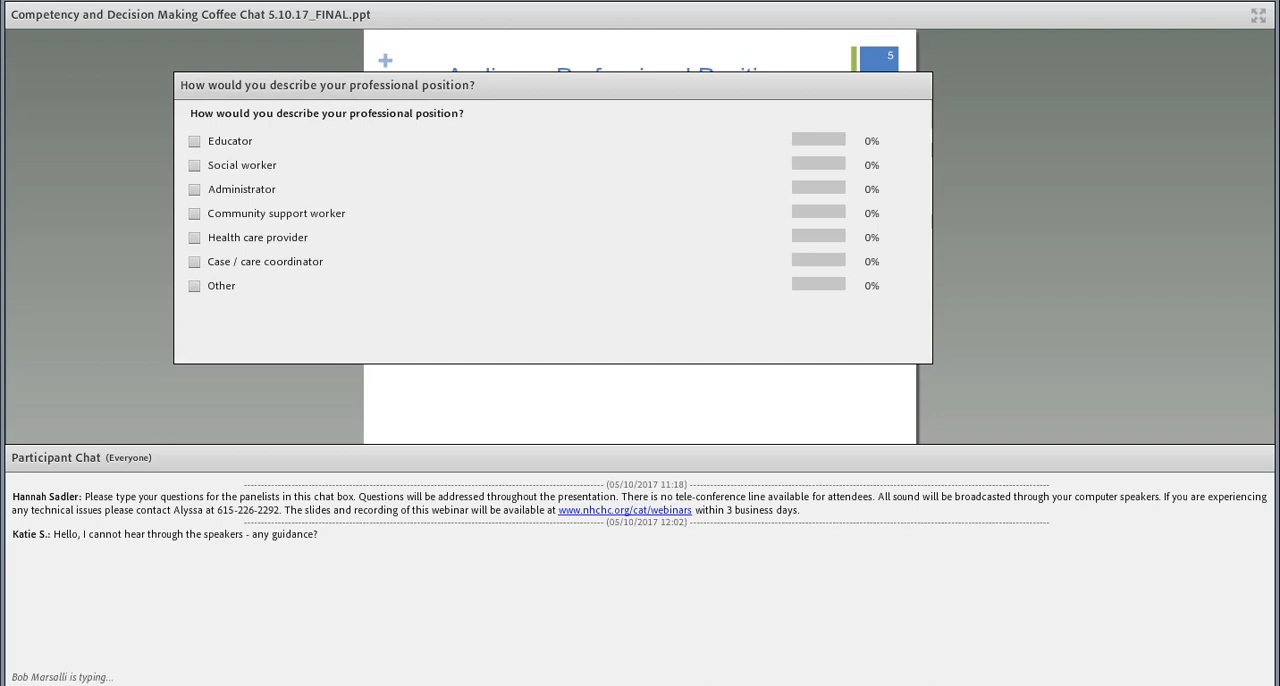 Competency and Decision Making Coffee Chat 5.10.17_FINAL.ppt
5
How would you describe your professional position?
How would you describe your professional position?
Educator 0%
Social worker 0%
Administrator 0%
Community support worker 0%
Health care provider 0%
Case / care coordinator 0%
Other 0%
Participant Chat (Everyone)
(05/10/2017 11:18)
Hannah Sadler: Please type your questions for the panelists in this chat box. Questions will be addressed throughout the presentation. There is no tele-conference line available for attendees. All sound will be broadcasted through your computer speakers. If you are experiencing
any technical issues please contact Alyssa at 615-226-2292. The slides and recording of this webinar will be available at www.nhchc.org/cat/webinars within 3 business days.
(05/10/2017 12:02)
Katie S.: Hello, I cannot hear through the speakers - any guidance?
Bob Marsalli is typing...